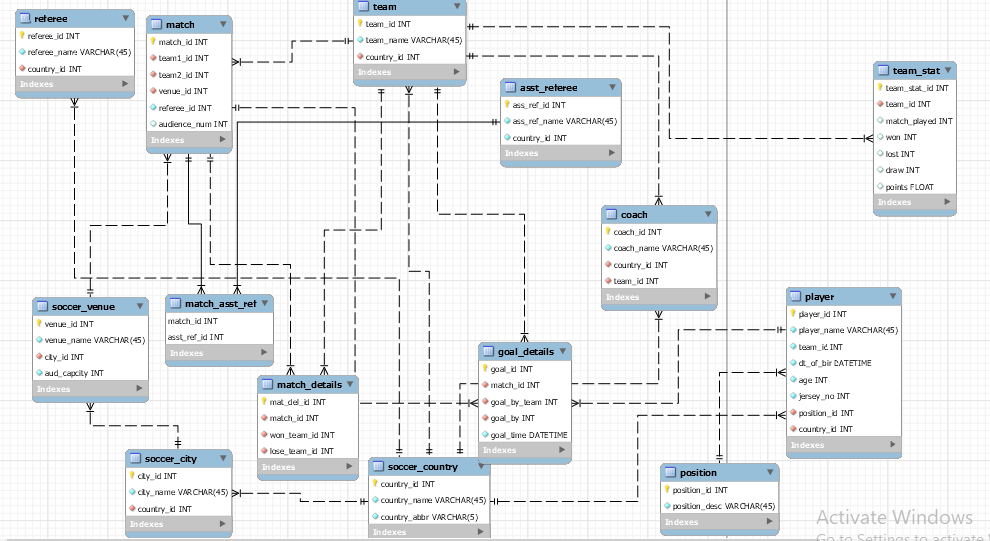 referee
referee_id INT
referee_name VARCHAR(45)
country_id INT
Indexes
match
match_id INT
team1_id INT
team2_id INT
venue_id INT
referee_id INT
audience_num INT
Indexes
team
team_id INT
team_name VARCHAR(45)
country_id INT
Indexes
asst_referee
ass_ref_id INT
ass_ref_name VARCHAR(45)
country_id INT
Indexes
team_stat
team_stat_id INT
team_id INT
match_played INT
won INT
lost INT
draw INT
points FLOAT
Indexes
coach
coach_id INT
coach_name VARCHAR(45)
country_id INT
team_id INT
Indexes
soccer_venue
venue_id INT
venue_name VARCHAR(45)
city_id INT
aud_capcity INT
Indexes
match_asst_ref
match_id INT
asst_ref_id INT
Indexes
player
player_id INT
player_name VARCHAR(45)
team_id INT
dt_of_bir DATETIME
age INT
jersey_no INT
position_id INT
country_id INT
Indexes
goal_details
goal_id INT
match_id INT
goal_by_team INT
goal_by INT
goal_time DATETIME
Indexes
match_details
mat_del_id INT
match_id INT
won_team_id INT
lose_team_id INT
Indexes
soccer_city
city_id INT
city_name VARCHAR(45)
country_id INT
Indexes
soccer_country
country_id INT
country_name VARCHAR(45)
country_abbr VARCHAR(5)
Indexes
position
position_id INT
position_desc VARCHAR(45)
Indexes
Activate Windows
Go to Settings to activate